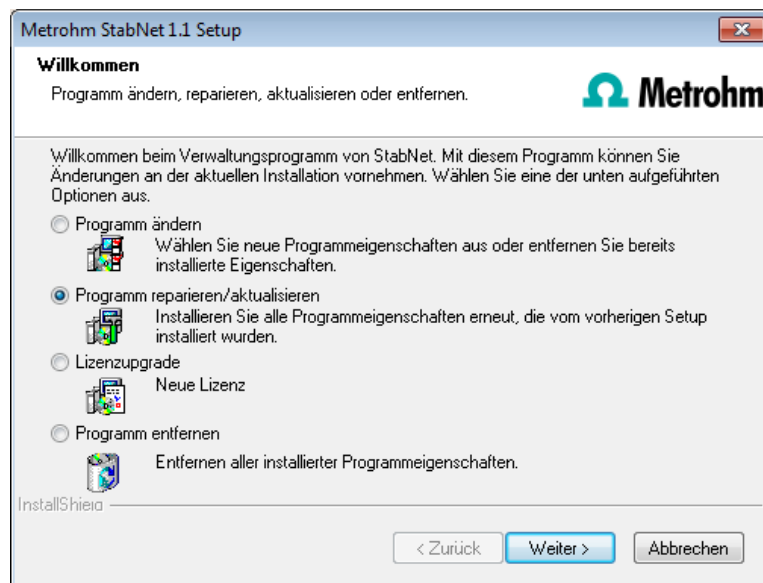 Metrohm StabNet 1.1 Setup
Willkommen
Programm ändern, reparieren, aktualisieren oder entfernen.
Metrohm
Willkommen beim Verwaltungsprogramm von StabNet. Mit diesem Programm können Sie
Änderungen an der aktuellen Installation vornehmen. Wählen Sie eine der unten aufgeführten
Optionen aus.
Programm ändern
Wählen Sie neue Programmeigenschaften aus oder entfernen Sie bereits
installierte Eigenschaften.
Programm reparieren/aktualisieren
Installieren Sie alle Programmeigenschaften erneut, die vom vorherigen Setup
installiert wurden.
Lizenzupgrade
Neue Lizenz
Programm entfernen
Entfernen aller installierter Programmeigenschaften.
InstallShield
< Zurück
Weiter >
Abbrechen